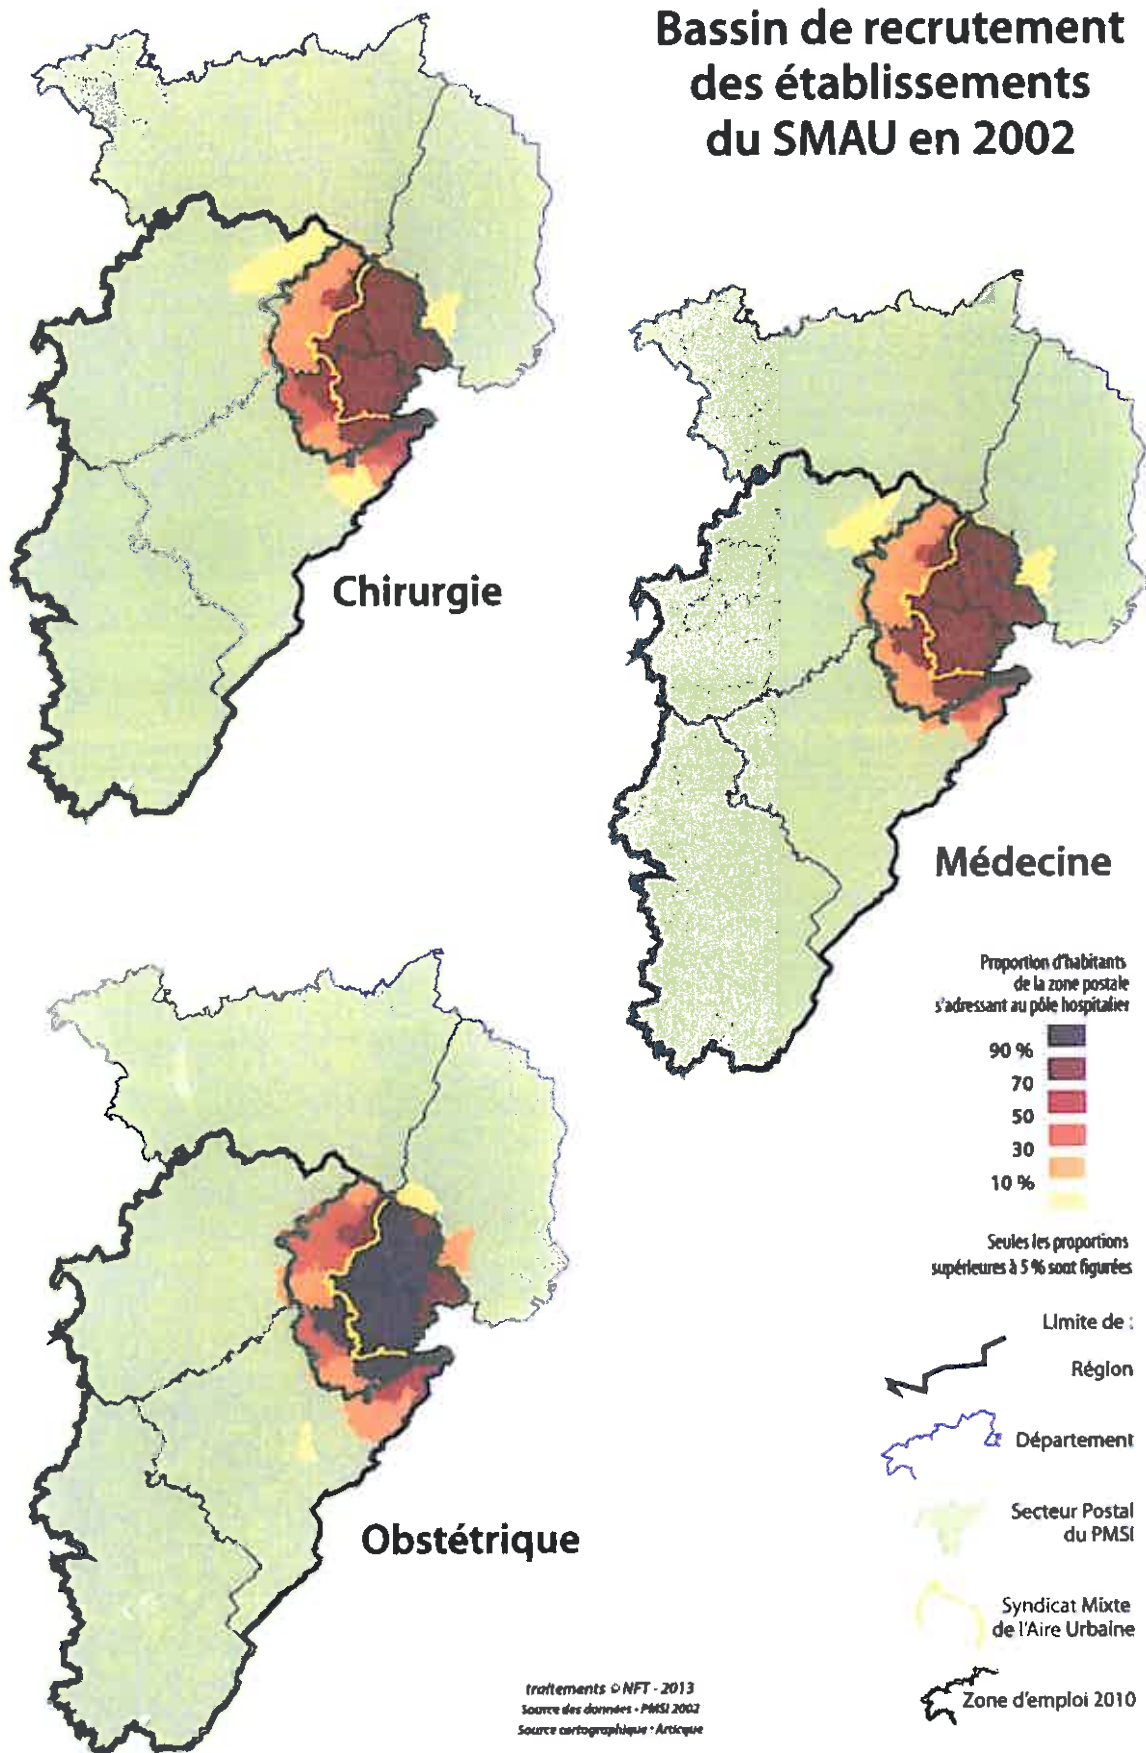 Bassin de recrutement
des établissements
du SMAU en 2002
Chirurgie
Médecine
Proportion d'habitants
de la zone postale
s'adressant au pôle hospitalier
90 %
70
50
30
10 %
Seules les proportions
supérieures à 5 % sont figurées
Limite de :
Région
Département
Secteur Postal
du PMSI
Syndicat Mixte
de l'Aire Urbaine
Zone d'emploi 2010
Obstétrique
traitements © NFT - 2013
Source des données - PMSI 2002
Source cartographique • Articque